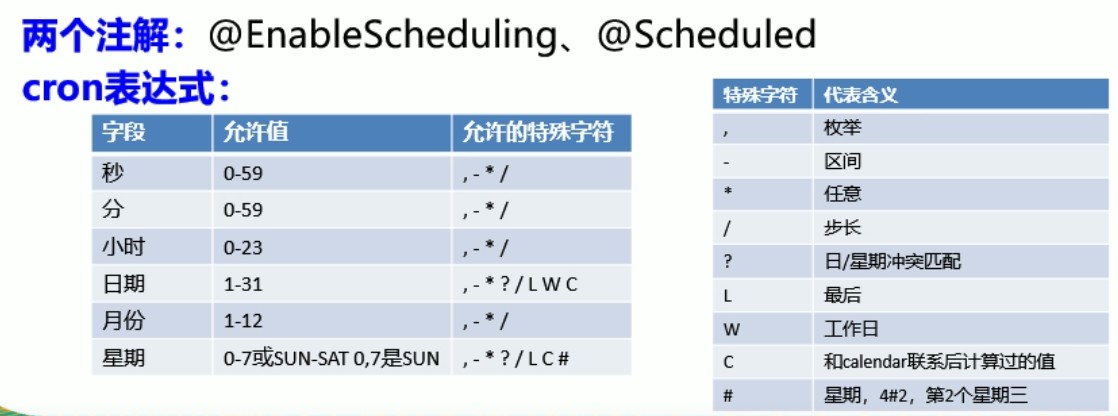 两个注解：@EnableScheduling、@Scheduled
cron表达式：
字段 允许值 允许的特殊字符
秒 0-59 , - * /
分 0-59 , - * /
小时 0-23 , - * /
日期 1-31 , - * ? / L W C
月份 1-12 , - * /
星期 0-7或SUN-SAT 0,7是SUN , - * ? / L C #
特殊字符 代表含义
, 枚举
- 区间
* 任意
/ 步长
? 日/星期冲突匹配
L 最后
W 工作日
C 和calendar联系后计算过的值
# 星期，4#2，第2个星期三